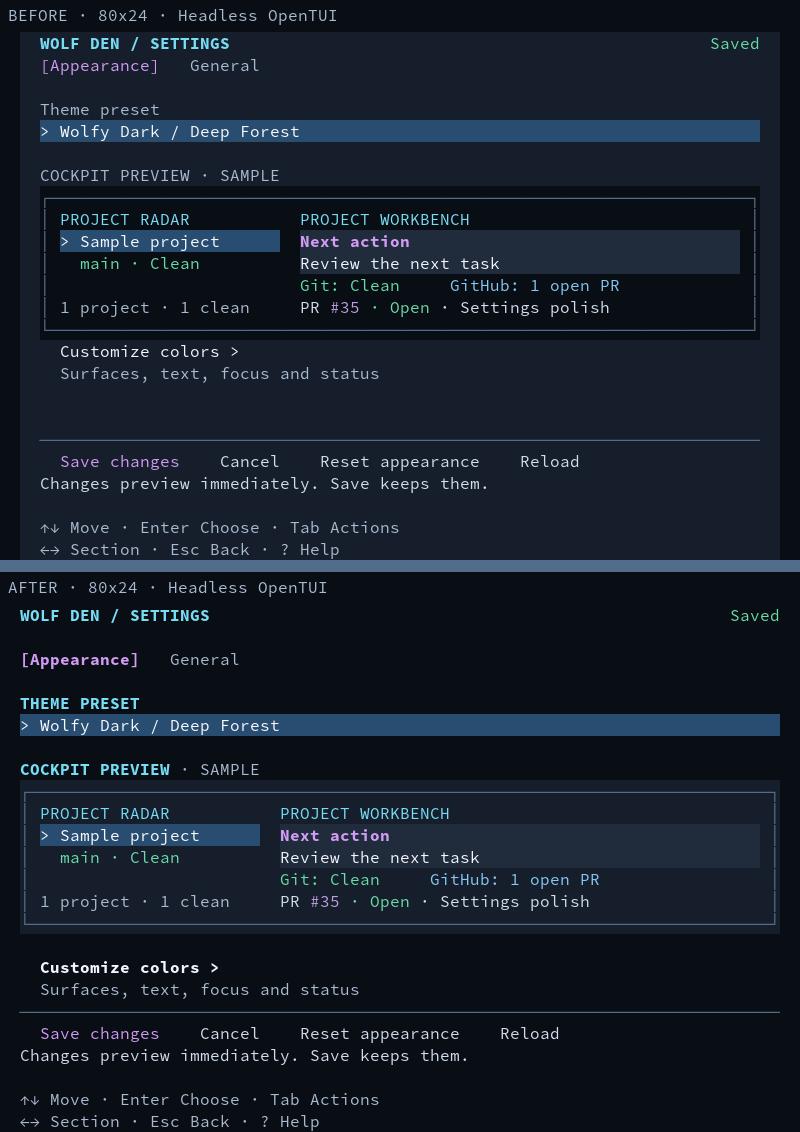 BEFORE · 80x24 · Headless OpenTUI
WOLF DEN / SETTINGS Saved
[Appearance] General
Theme preset
> Wolfy Dark / Deep Forest
COCKPIT PREVIEW · SAMPLE
PROJECT RADAR PROJECT WORKBENCH
> Sample project Next action
main · Clean Review the next task
Git: Clean GitHub: 1 open PR
1 project · 1 clean PR #35 · Open · Settings polish
Customize colors >
Surfaces, text, focus and status
Save changes Cancel Reset appearance Reload
Changes preview immediately. Save keeps them.
↑↓ Move · Enter Choose · Tab Actions
←→ Section · Esc Back · ? Help
AFTER · 80x24 · Headless OpenTUI
WOLF DEN / SETTINGS Saved
[Appearance] General
THEME PRESET
> Wolfy Dark / Deep Forest
COCKPIT PREVIEW · SAMPLE
PROJECT RADAR PROJECT WORKBENCH
> Sample project Next action
main · Clean Review the next task
Git: Clean GitHub: 1 open PR
1 project · 1 clean PR #35 · Open · Settings polish
Customize colors >
Surfaces, text, focus and status
Save changes Cancel Reset appearance Reload
Changes preview immediately. Save keeps them.
↑↓ Move · Enter Choose · Tab Actions
←→ Section · Esc Back · ? Help